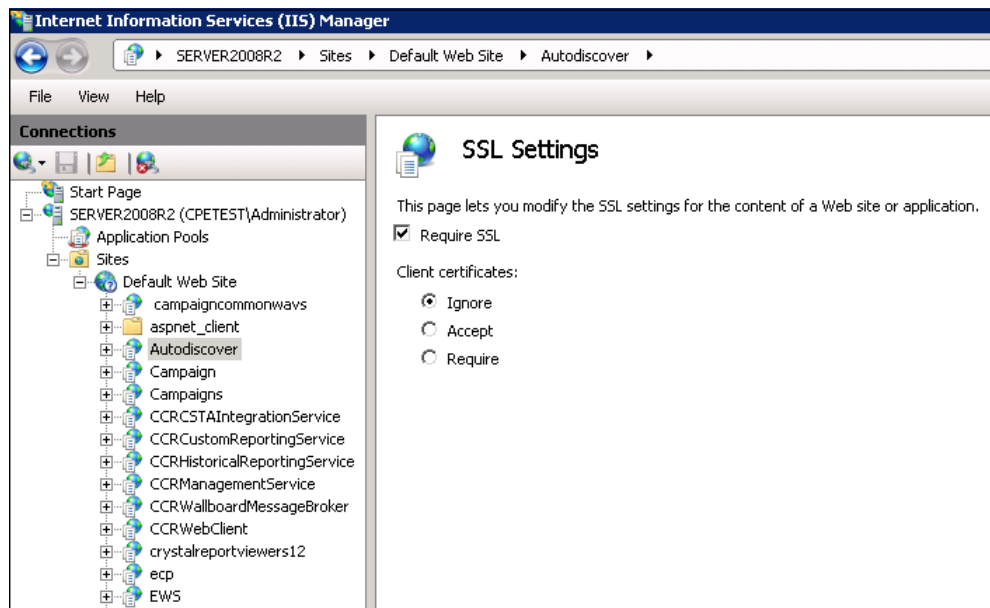 Internet Information Services (IIS) Manager
SERVER2008R2 Sites Default Web Site Autodiscover
File View Help
Connections
Start Page
SERVER2008R2 (CPETEST\Administrator)
Application Pools
Sites
Default Web Site
campaigncommonwavs
aspnet_client
Autodiscover
Campaign
Campaigns
CCRCSTAIntegrationService
CCRCustomReportingService
CCRHistoricalReportingService
CCRManagementService
CCRWallboardMessageBroker
CCRWebClient
crystalreportviewers12
ecp
EWS
SSL Settings
This page lets you modify the SSL settings for the content of a Web site or application.
Require SSL
Client certificates:
Ignore
Accept
Require